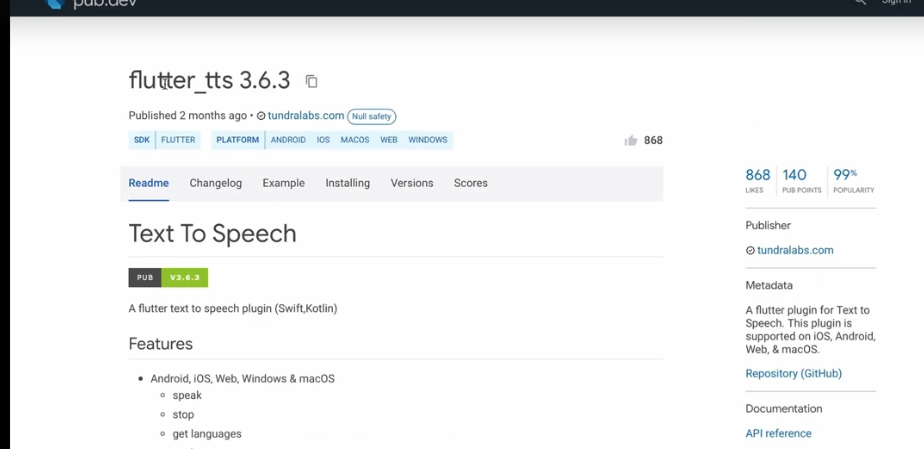 pub.dev
Sign in
flutter_tts 3.6.3
Published 2 months ago • tundralabs.com Null safety
SDK FLUTTER PLATFORM ANDROID IOS MACOS WEB WINDOWS
868
Readme Changelog Example Installing Versions Scores
Text To Speech
PUB V3.6.3
A flutter text to speech plugin (Swift,Kotlin)
Features
• Android, iOS, Web, Windows & macOS
speak
stop
get languages
868 140 99%
LIKES PUB POINTS POPULARITY
Publisher
tundralabs.com
Metadata
A flutter plugin for Text to
Speech. This plugin is
supported on iOS, Android,
Web, & macOS.
Repository (GitHub)
Documentation
API reference